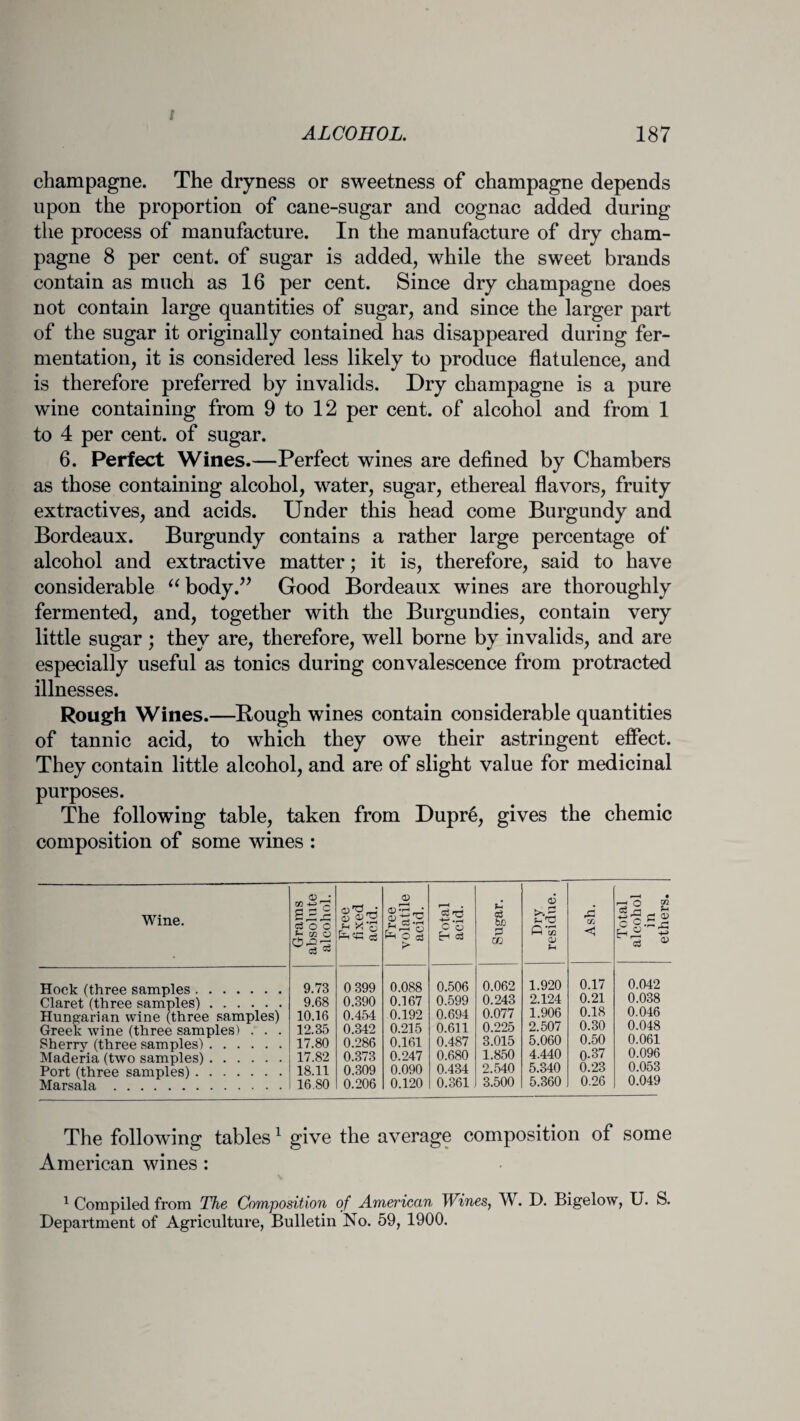 ALCOHOL. 187
champagne. The dryness or sweetness of champagne depends
upon the proportion of cane-sugar and cognac added during
the process of manufacture. In the manufacture of dry cham-
pagne 8 per cent. of sugar is added, while the sweet brands
contain as much as 16 per cent. Since dry champagne does
not contain large quantities of sugar, and since the larger part
of the sugar it originally contained has disappeared during fer-
mentation, it is considered less likely to produce flatulence, and
is therefore preferred by invalids. Dry champagne is a pure
wine containing from 9 to 12 per cent. of alcohol and from 1
to 4 per cent. of sugar.
6. Perfect Wines.—Perfect wines are defined by Chambers
as those containing alcohol, water, sugar, ethereal flavors, fruity
extractives, and acids. Under this head come Burgundy and
Bordeaux. Burgundy contains a rather large percentage of
alcohol and extractive matter; it is, therefore, said to have
considerable “body.” Good Bordeaux wines are thoroughly
fermented, and, together with the Burgundies, contain very
little sugar; they are, therefore, well borne by invalids, and are
especially useful as tonics during convalescence from protracted
illnesses.
Rough Wines.—Rough wines contain considerable quantities
of tannic acid, to which they owe their astringent effect.
They contain little alcohol, and are of slight value for medicinal
purposes.
The following table, taken from Dupré, gives the chemic
composition of some wines :
Wine. Grams absolute alcohol. Free fixed acid. Free volatile acid. Total acid. Sugar. Dry residue. Ash. Total alcohol in ethers.
Hock (three samples . . . . . . . 9.73 0 399 0.088 0.506 0.062 1.920 0.17 0.042
Claret (three samples) . . . . . . 9.68 0.390 0.167 0.599 0.243 2.124 0.21 0.038
Hungarian wine (three samples) 10.16 0.454 0.192 0.694 0.077 1.906 0.18 0.046
Greek wine (three samples) . . . 12.35 0.342 0.215 0.611 0.225 2.507 0.30 0.048
Sherry (three samples) . . . . . . 17.80 0.286 0.161 0.487 3.015 5.060 0.50 0.061
Maderia (two samples) . . . . . . 17.82 0.373 0.247 0.680 1.850 4.440 0.37 0.096
Port (three samples) . . . . . . . 18.11 0.309 0.090 0.434 2.540 5.340 0.23 0.053
Marsala . . . . . . . . . . . . . 16.80 0.206 0.120 0.361 3.500 5.360 0.26 0.049
The following tables¹ give the average composition of some
American wines :
¹ Compiled from The Composition of American Wines, W. D. Bigelow, U. S.
Department of Agriculture, Bulletin No. 59, 1900.